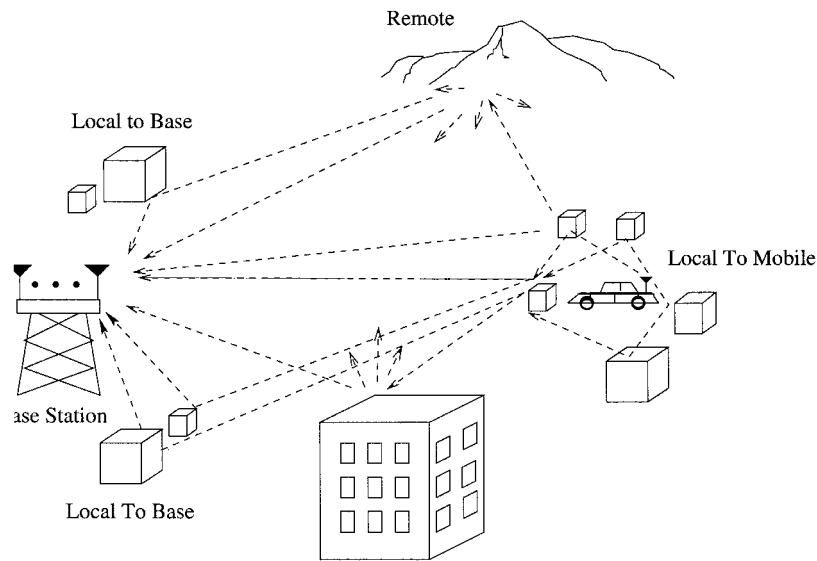 Remote
Local to Base
Local To Mobile
ase Station
Local To Base